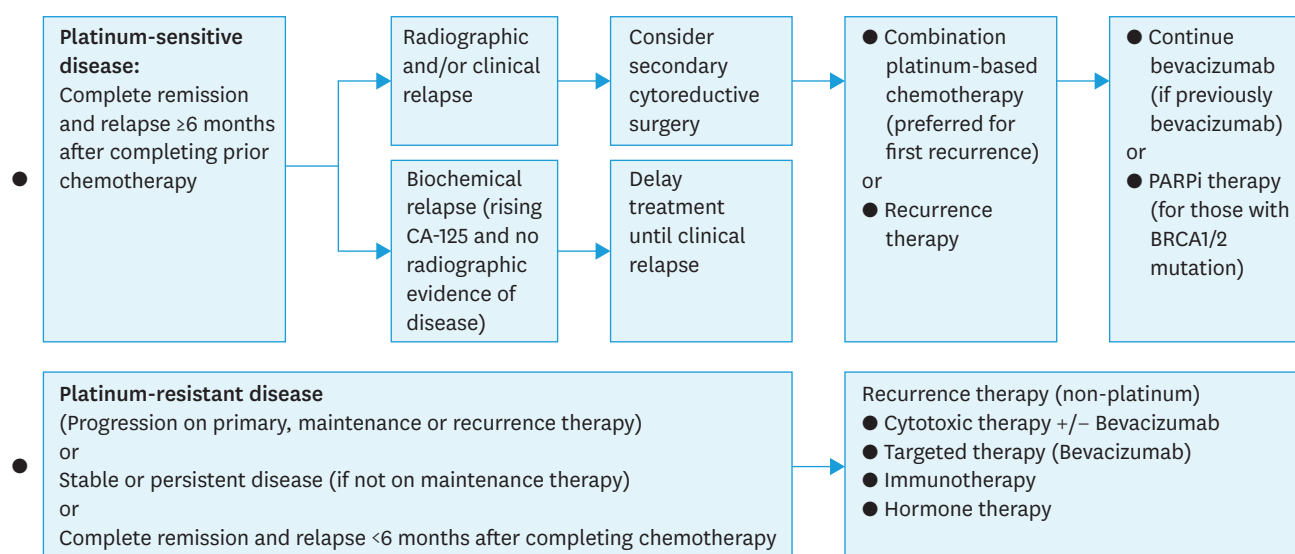 Platinum-sensitive
disease:
Complete remission
and relapse ≥6 months
after completing prior
chemotherapy
Radiographic
and/or clinical
relapse
Consider
secondary
cytoreductive
surgery
Biochemical
relapse (rising
CA-125 and no
radiographic
evidence of
disease)
Delay
treatment
until clinical
relapse
● Combination
platinum-based
chemotherapy
(preferred for
first recurrence)
or
● Recurrence
therapy
● Continue
bevacizumab
(if previously
bevacizumab)
or
● PARPi therapy
(for those with
BRCA1/2
mutation)
Platinum-resistant disease
(Progression on primary, maintenance or recurrence therapy)
or
Stable or persistent disease (if not on maintenance therapy)
or
Complete remission and relapse <6 months after completing chemotherapy
Recurrence therapy (non-platinum)
● Cytotoxic therapy +/− Bevacizumab
● Targeted therapy (Bevacizumab)
● Immunotherapy
● Hormone therapy